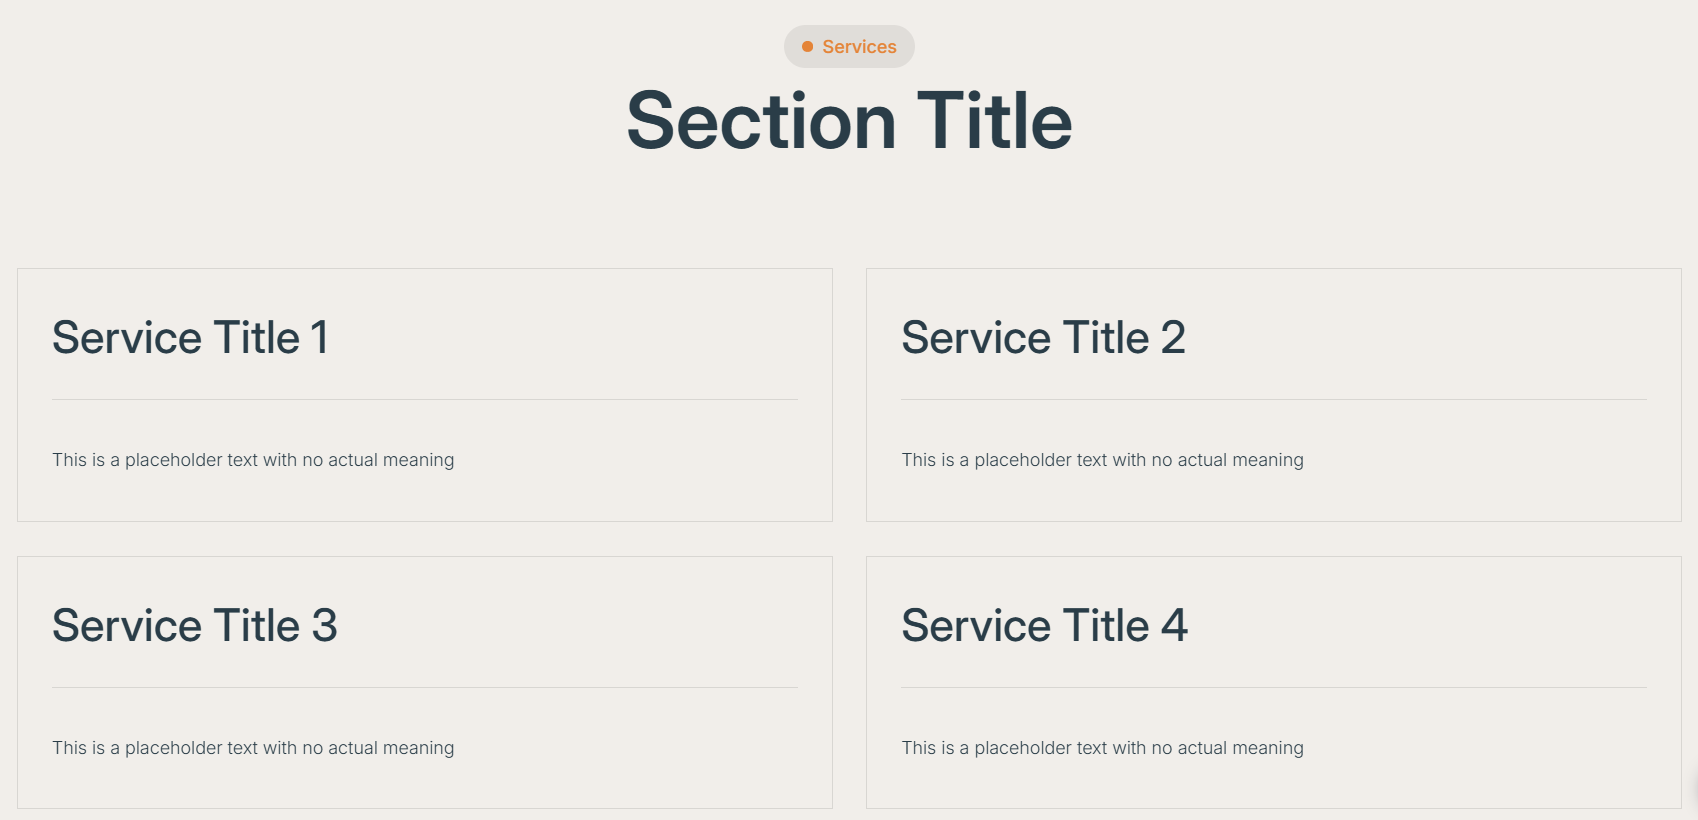 Services
Section Title
Service Title 1
This is a placeholder text with no actual meaning
Service Title 2
This is a placeholder text with no actual meaning
Service Title 3
This is a placeholder text with no actual meaning
Service Title 4
This is a placeholder text with no actual meaning